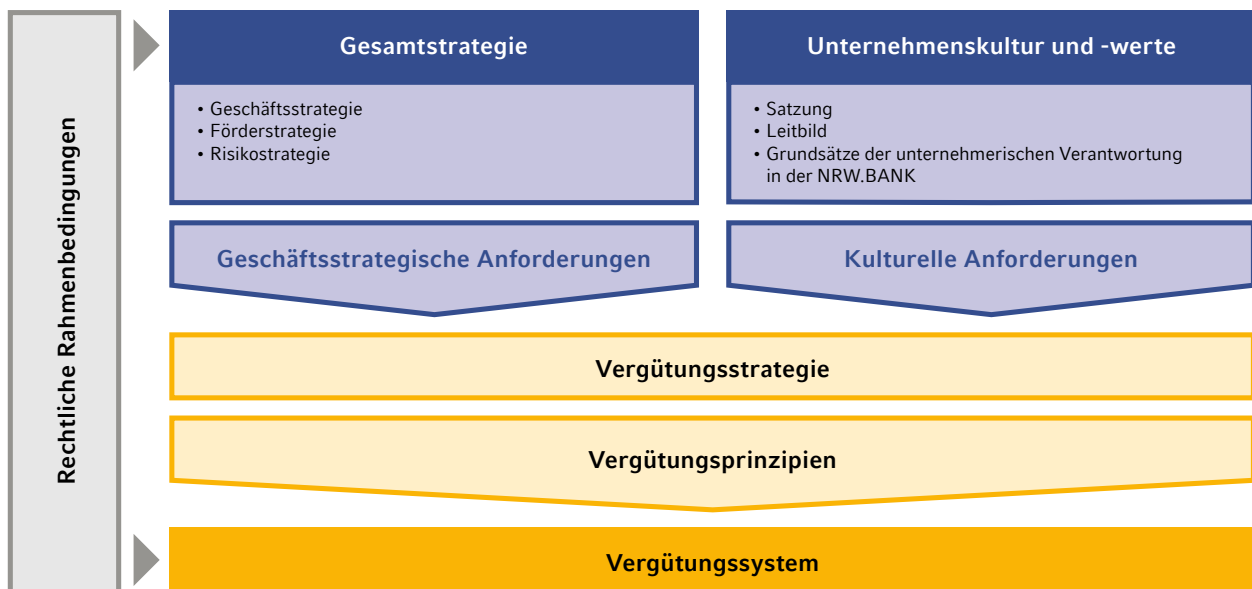 Rechtliche Rahmenbedingungen
Gesamtstrategie
• Geschäftsstrategie
• Förderstrategie
• Risikostrategie
Unternehmenskultur und -werte
• Satzung
• Leitbild
• Grundsätze der unternehmerischen Verantwortung
in der NRW.BANK
Geschäftsstrategische Anforderungen
Kulturelle Anforderungen
Vergütungsstrategie
Vergütungsprinzipien
Vergütungssystem